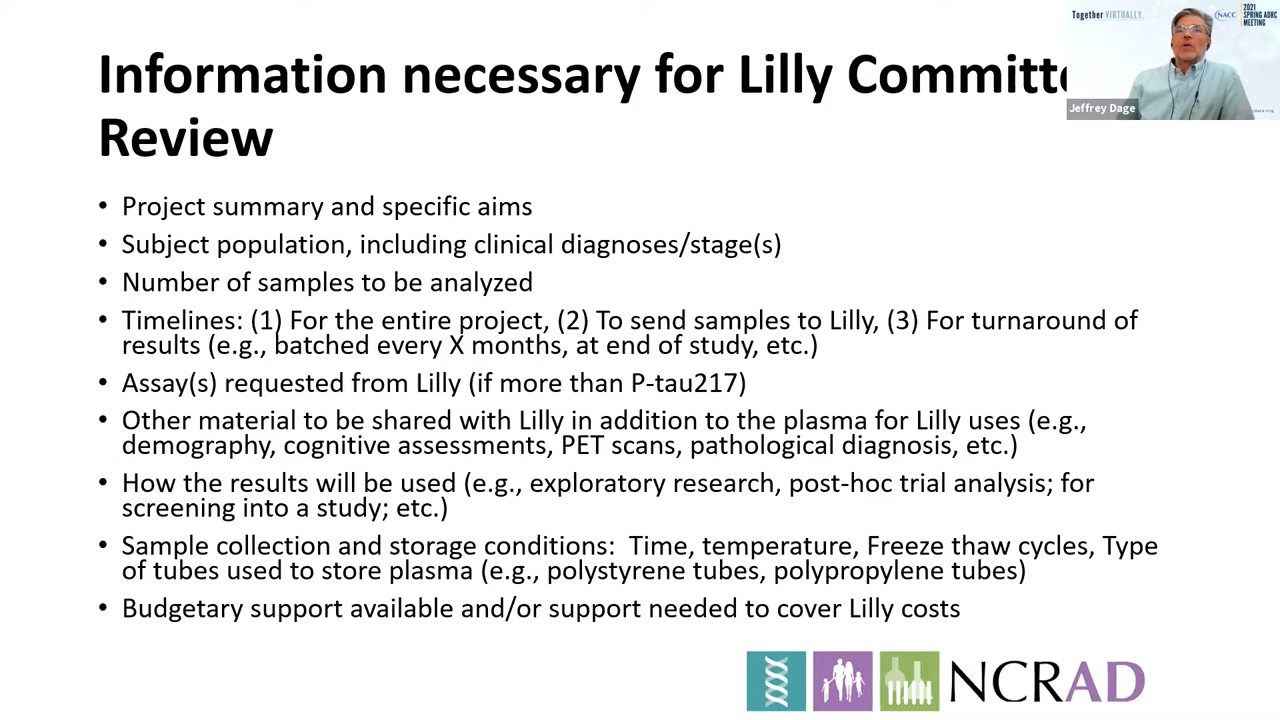 Information necessary for Lilly Committe
Review
• Project summary and specific aims
• Subject population, including clinical diagnoses/stage(s)
• Number of samples to be analyzed
• Timelines: (1) For the entire project, (2) To send samples to Lilly, (3) For turnaround of
results (e.g., batched every X months, at end of study, etc.)
• Assay(s) requested from Lilly (if more than P-tau217)
• Other material to be shared with Lilly in addition to the plasma for Lilly uses (e.g.,
demography, cognitive assessments, PET scans, pathological diagnosis, etc.)
• How the results will be used (e.g., exploratory research, post-hoc trial analysis; for
screening into a study; etc.)
• Sample collection and storage conditions:  Time, temperature, Freeze thaw cycles, Type
of tubes used to store plasma (e.g., polystyrene tubes, polypropylene tubes)
• Budgetary support available and/or support needed to cover Lilly costs
NCRAD
Together VIRTUALLY.
NACC
2021
SPRING ADRC
MEETING
Jeffrey Dage